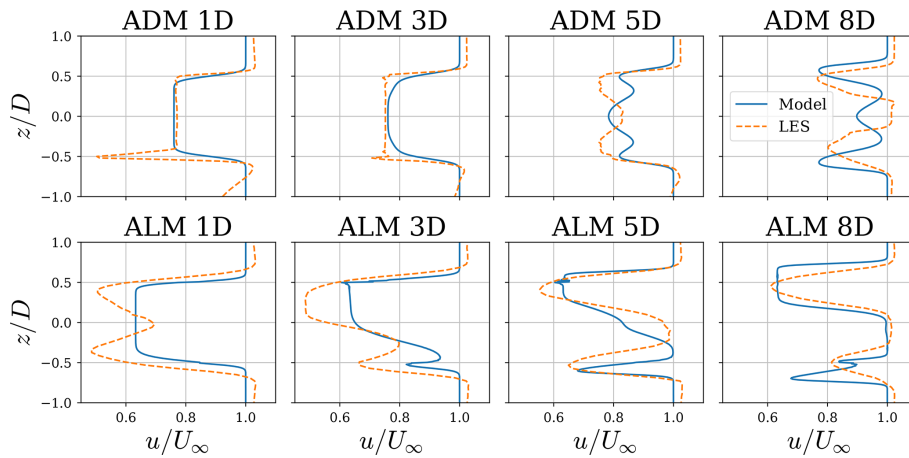 ADM 1D ADM 3D ADM 5D ADM 8D
1.0
0.5
0.0
−0.5
−1.0
z/D
Model
LES
ALM 1D ALM 3D ALM 5D ALM 8D
1.0
0.5
0.0
−0.5
−1.0
z/D
0.6 0.8 1.0 0.6 0.8 1.0 0.6 0.8 1.0 0.6 0.8 1.0
u/U∞ u/U∞ u/U∞ u/U∞